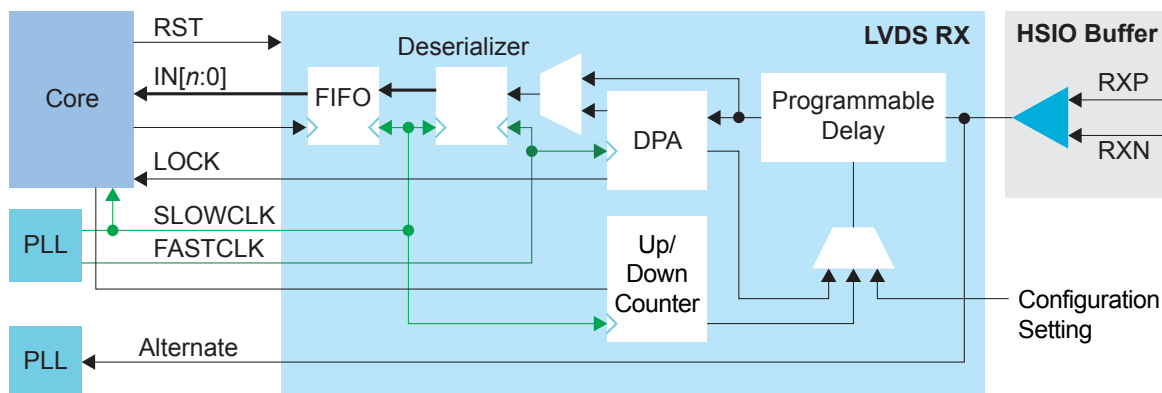 RST
LVDS RX
HSIO Buffer
Deserializer
IN[n:0]
Core
FIFO
Programmable
Delay
RXP
RXN
DPA
LOCK
SLOWCLK
PLL
FASTCLK
Up/
Down
Counter
Configuration
Setting
PLL
Alternate